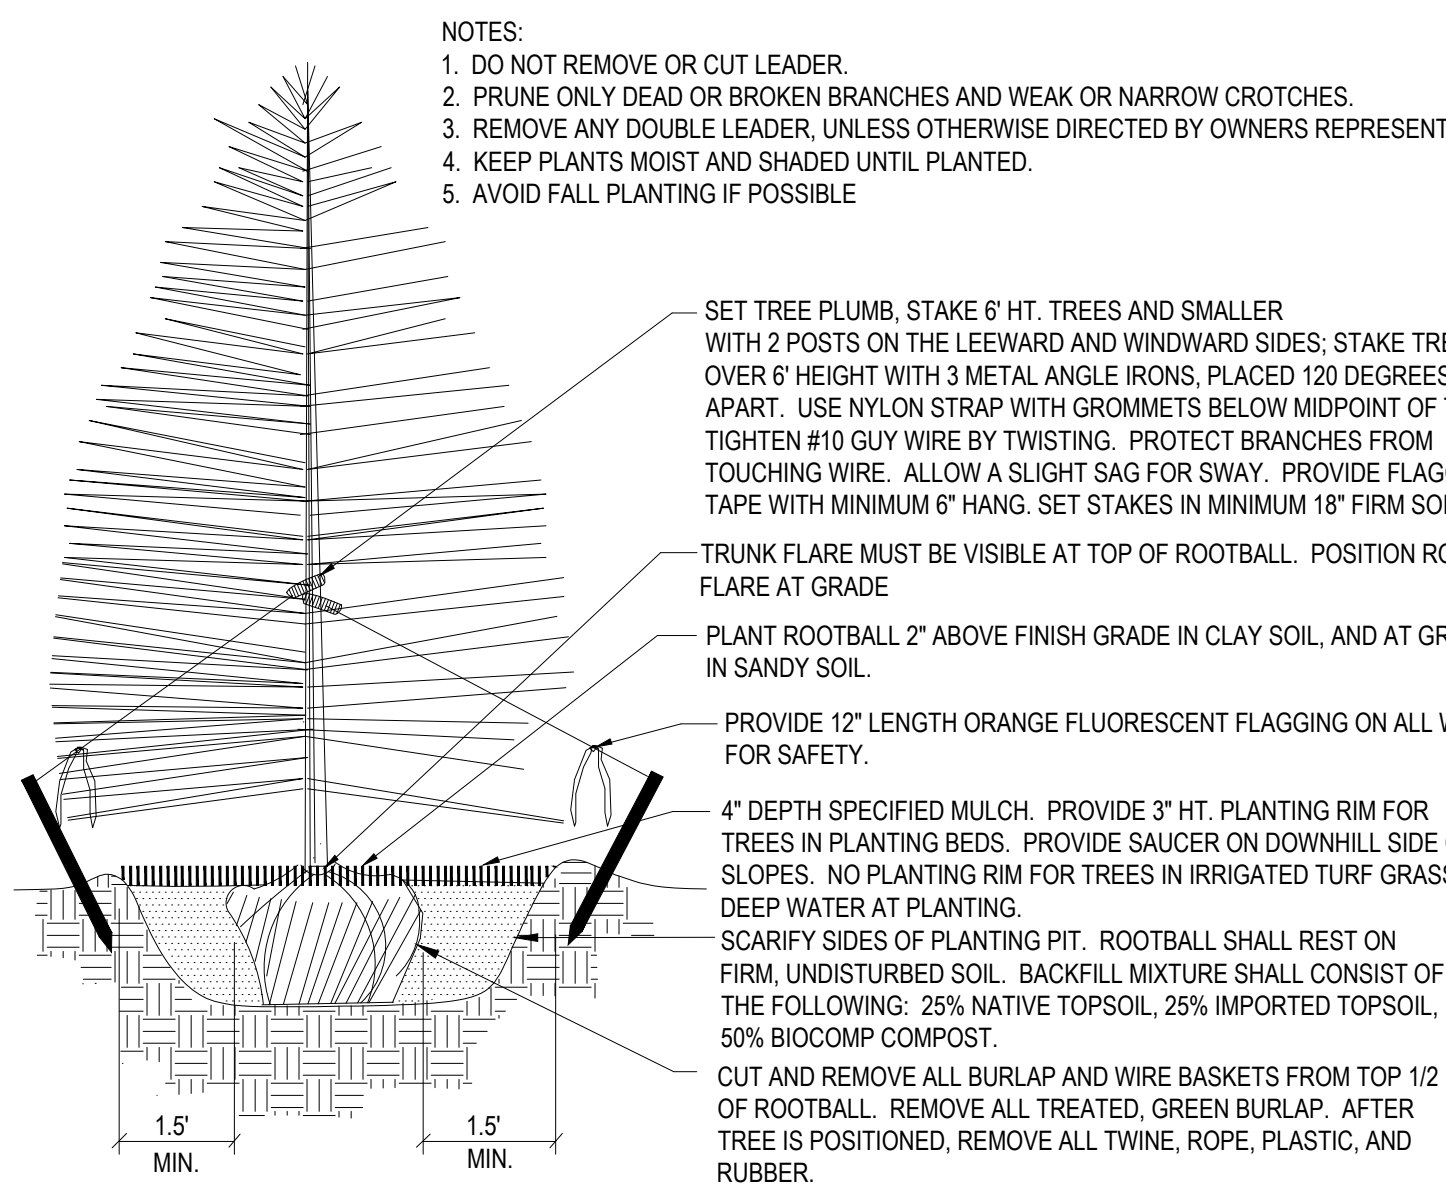 NOTES:
1. DO NOT REMOVE OR CUT LEADER.
2. PRUNE ONLY DEAD OR BROKEN BRANCHES AND WEAK OR NARROW CROTCHES.
3. REMOVE ANY DOUBLE LEADER, UNLESS OTHERWISE DIRECTED BY OWNERS REPRESENT
4. KEEP PLANTS MOIST AND SHADED UNTIL PLANTED.
5. AVOID FALL PLANTING IF POSSIBLE
SET TREE PLUMB, STAKE 6' HT. TREES AND SMALLER
WITH 2 POSTS ON THE LEEWARD AND WINDWARD SIDES; STAKE TRE
OVER 6' HEIGHT WITH 3 METAL ANGLE IRONS, PLACED 120 DEGREES
APART. USE NYLON STRAP WITH GROMMETS BELOW MIDPOINT OF
TIGHTEN #10 GUY WIRE BY TWISTING. PROTECT BRANCHES FROM
TOUCHING WIRE. ALLOW A SLIGHT SAG FOR SWAY. PROVIDE FLAGG
TAPE WITH MINIMUM 6" HANG. SET STAKES IN MINIMUM 18" FIRM SOI
TRUNK FLARE MUST BE VISIBLE AT TOP OF ROOTBALL. POSITION RO
FLARE AT GRADE
PLANT ROOTBALL 2" ABOVE FINISH GRADE IN CLAY SOIL, AND AT GR
IN SANDY SOIL.
PROVIDE 12" LENGTH ORANGE FLUORESCENT FLAGGING ON ALL W
FOR SAFETY.
4" DEPTH SPECIFIED MULCH. PROVIDE 3" HT. PLANTING RIM FOR
TREES IN PLANTING BEDS. PROVIDE SAUCER ON DOWNHILL SIDE
SLOPES. NO PLANTING RIM FOR TREES IN IRRIGATED TURF GRASS
DEEP WATER AT PLANTING.
SCARIFY SIDES OF PLANTING PIT. ROOTBALL SHALL REST ON
FIRM, UNDISTURBED SOIL. BACKFILL MIXTURE SHALL CONSIST OF
THE FOLLOWING: 25% NATIVE TOPSOIL, 25% IMPORTED TOPSOIL,
50% BIOCOMP COMPOST.
CUT AND REMOVE ALL BURLAP AND WIRE BASKETS FROM TOP 1/2
OF ROOTBALL. REMOVE ALL TREATED, GREEN BURLAP. AFTER
TREE IS POSITIONED, REMOVE ALL TWINE, ROPE, PLASTIC, AND
RUBBER.
1.5'
MIN.
1.5'
MIN.